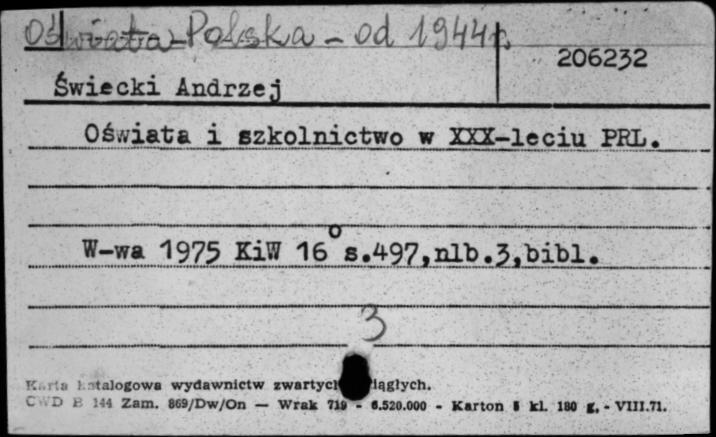 Oświata-Polska - od 1944r.
206232
Świecki Andrzej
Oświata i szkolnictwo w XXX-leciu PRL.
W-wa 1975 KiW 16° s.497,nlb.3,bibl.
3
Karta katalogowa wydawnictw zwartych ciągłych.
CWD B 144 Zam. 869/Dw/On — Wrak 719 - 6.520.000 - Karton kl. 180 g. - VIII.71.